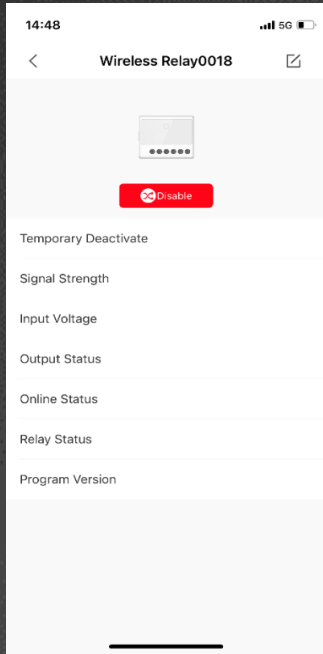 14:48 5G
Wireless Relay0018
Disable
Temporary Deactivate
Signal Strength
Input Voltage
Output Status
Online Status
Relay Status
Program Version